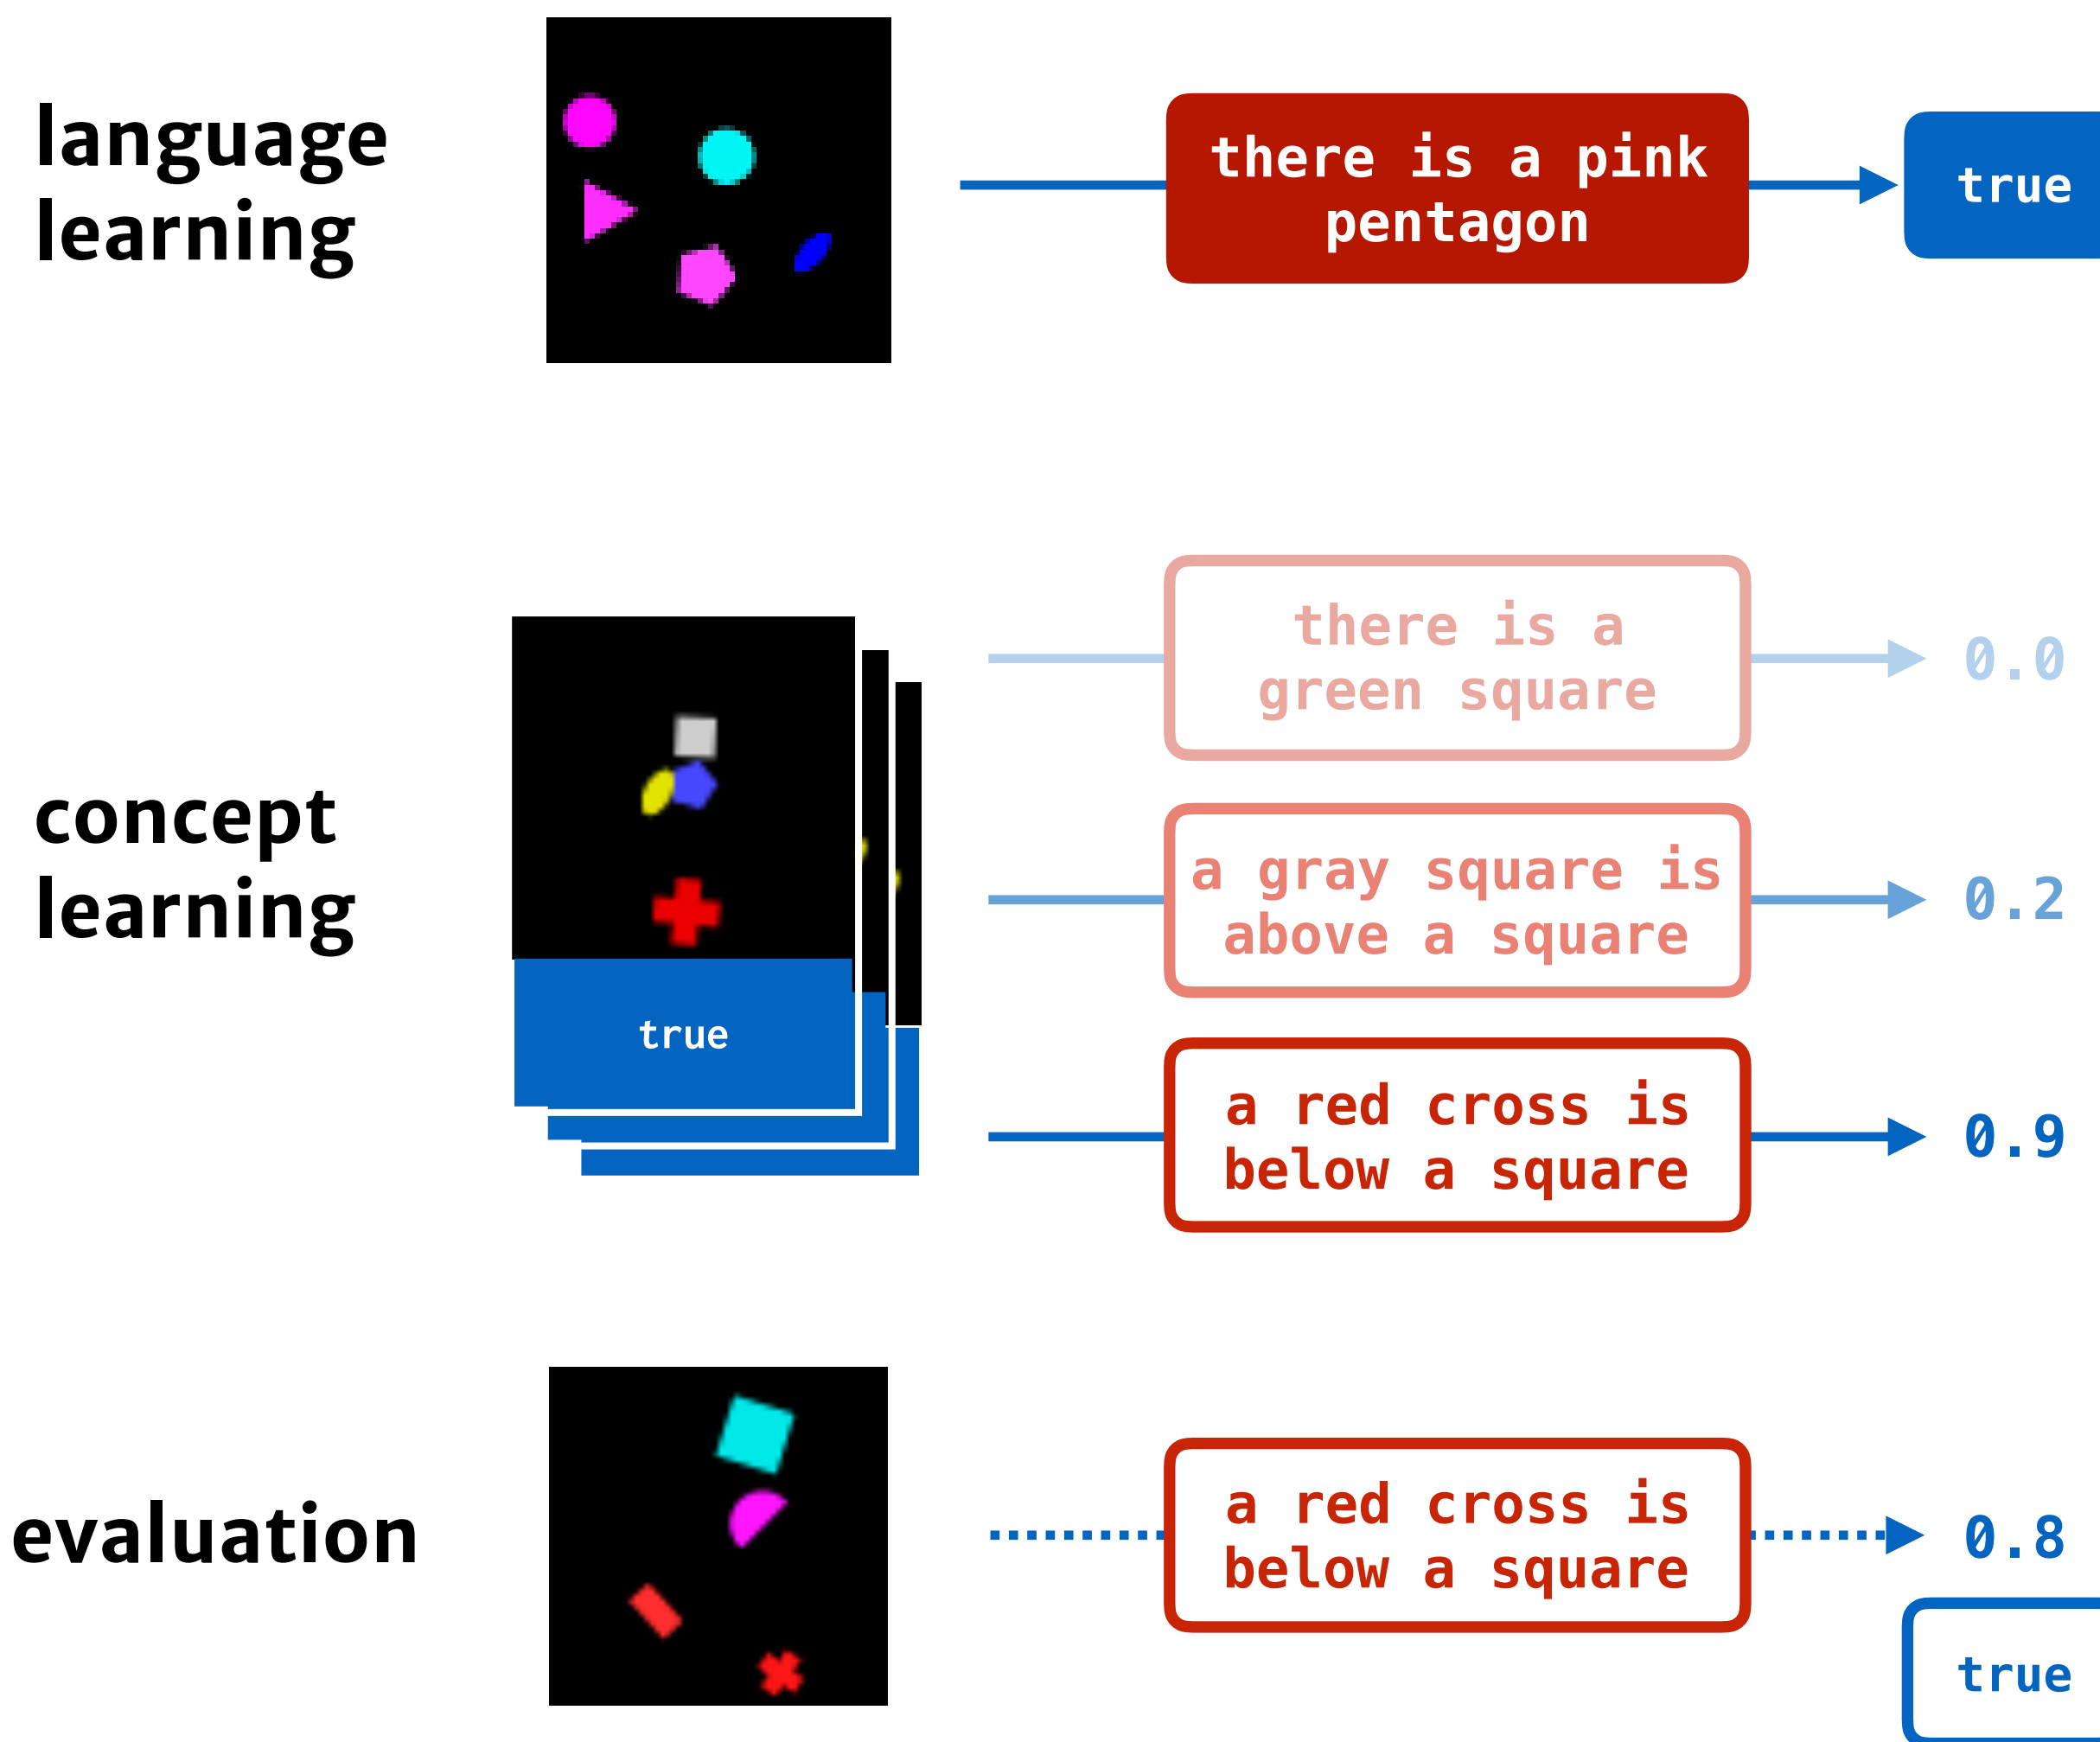 language
learning
there is a pink
pentagon
true
concept
learning
true
there is a
green square
0.0
a gray square is
above a square
0.2
a red cross is
below a square
0.9
evaluation
a red cross is
below a square
0.8
true